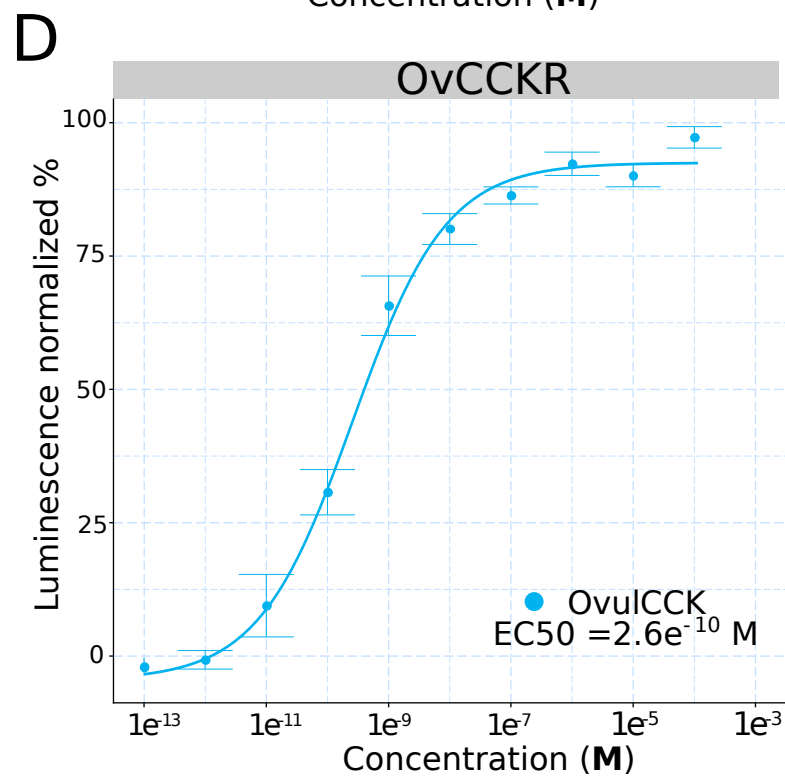 Concentration (M)
D
OvCCKR
Luminescence normalized %
100
75
50
25
0
OvulCCK
EC50 =2.6e-10 M
1e-13 1e-11 1e-9 1e-7 1e-5 1e-3
Concentration (M)